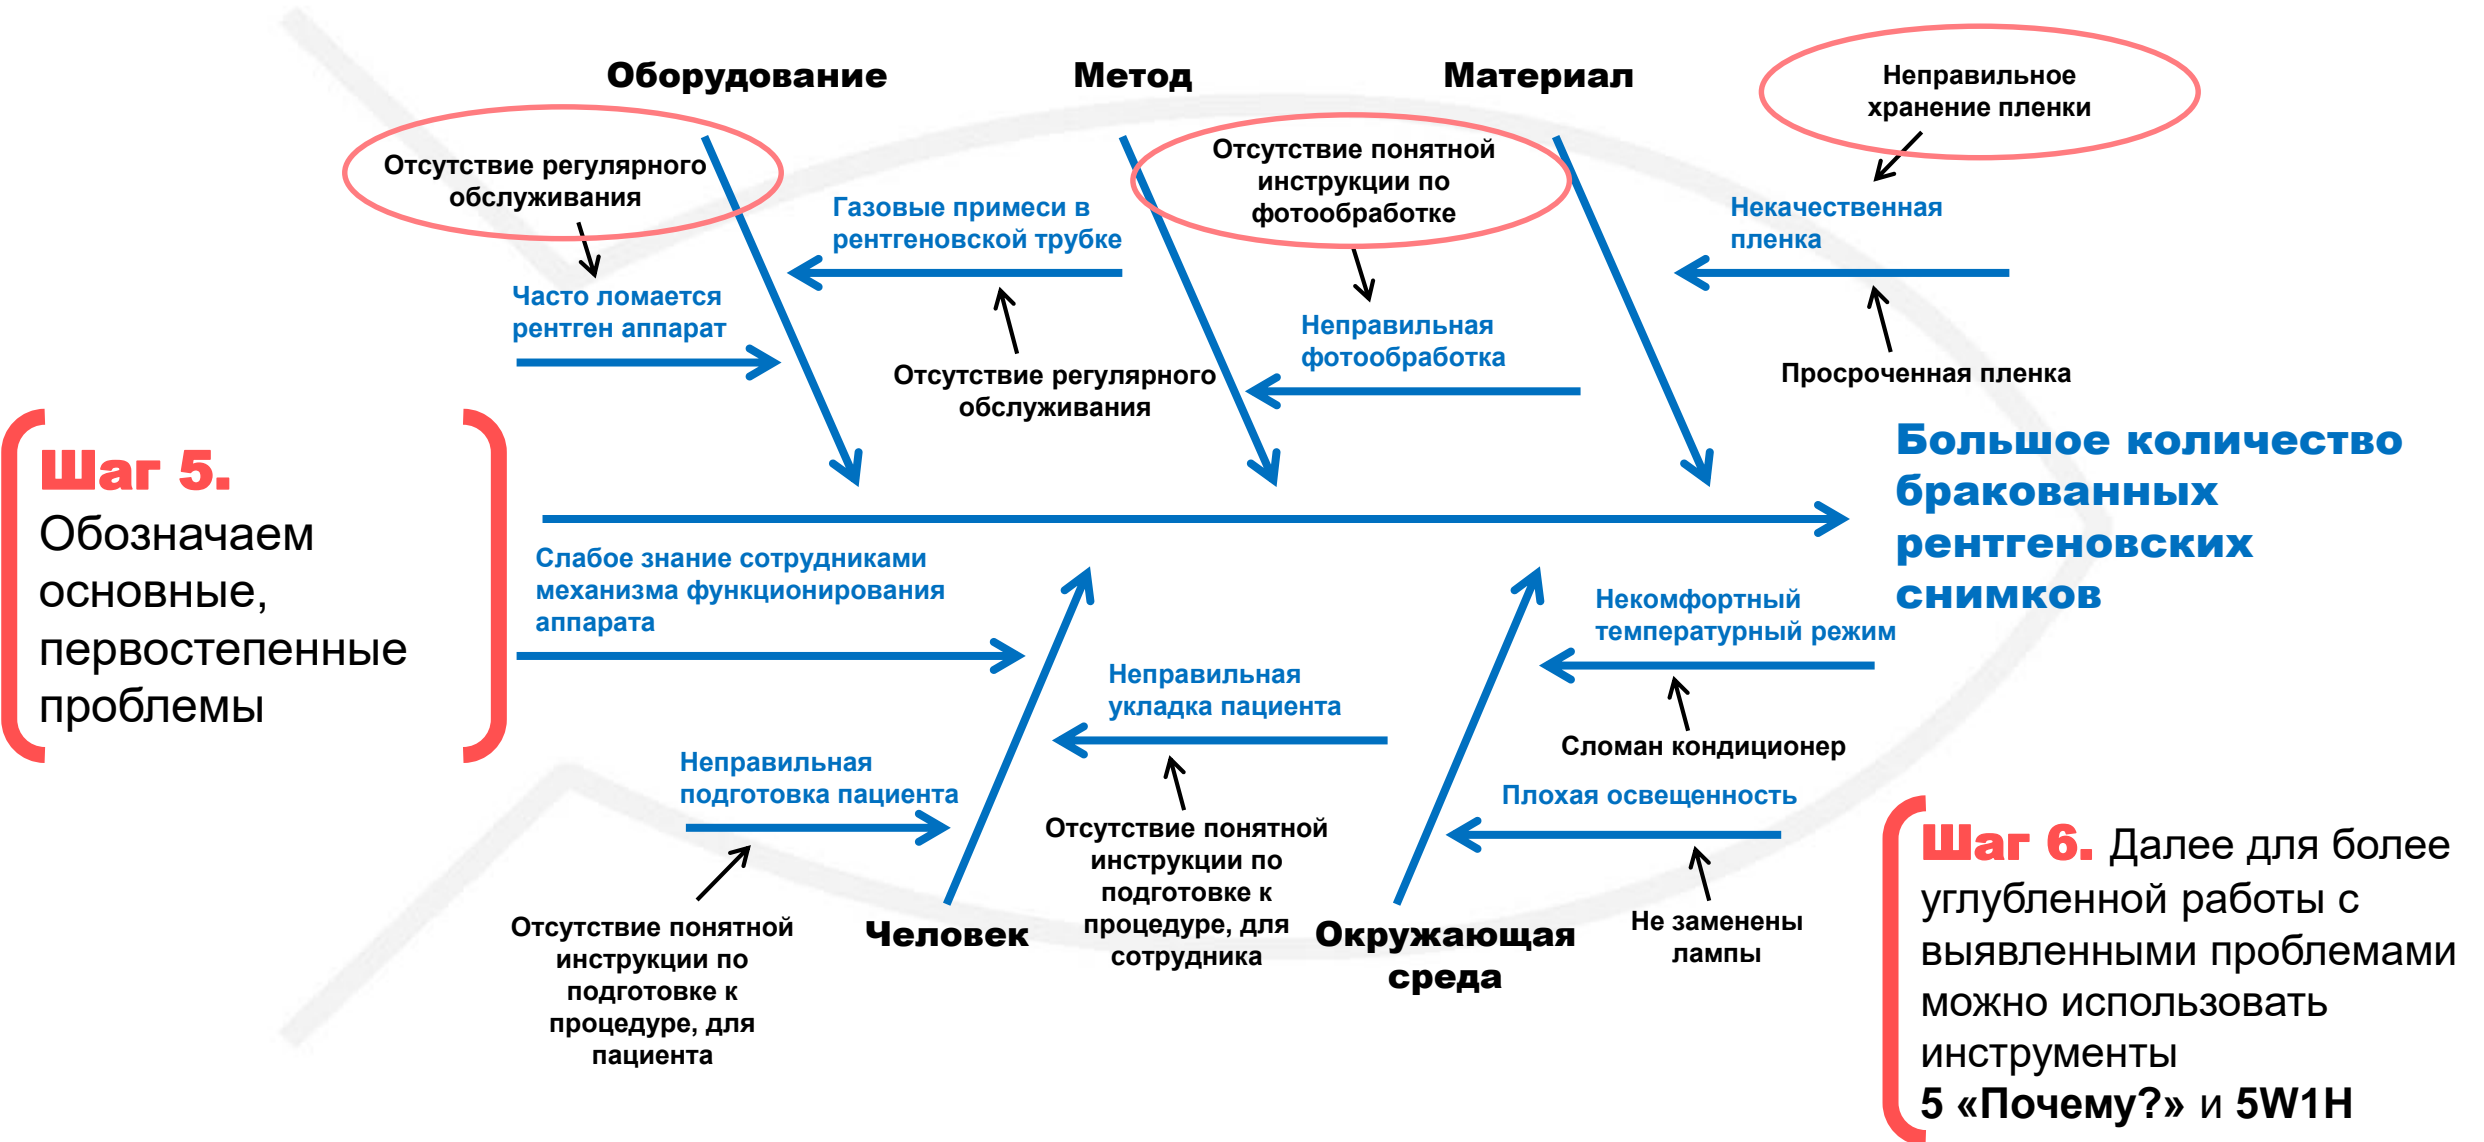 Оборудование
Метод
Материал
Неправильное
хранение пленки
Отсутствие регулярного
обслуживания
Газовые примеси в
рентгеновской трубке
Отсутствие понятной
инструкции по
фотообработке
Некачественная
пленка
Часто ломается
рентген аппарат
Неправильная
фотообработка
Отсутствие регулярного
обслуживания
Просроченная пленка
Шаг 5.
Обозначаем
основные,
первостепенные
проблемы
Большое количество
бракованных
рентгеновских
снимков
Слабое знание сотрудниками
механизма функционирования
аппарата
Некомфортный
температурный режим
Неправильная
укладка пациента
Сломан кондиционер
Неправильная
подготовка пациента
Плохая освещенность
Отсутствие понятной
инструкции по
подготовке к
процедуре, для
сотрудника
Отсутствие понятной
инструкции по
подготовке к
процедуре, для
пациента
Человек
Окружающая
среда
Не заменены
лампы
Шаг 6. Далее для более
углубленной работы с
выявленными проблемами
можно использовать
инструменты
5 «Почему?» и 5W1H